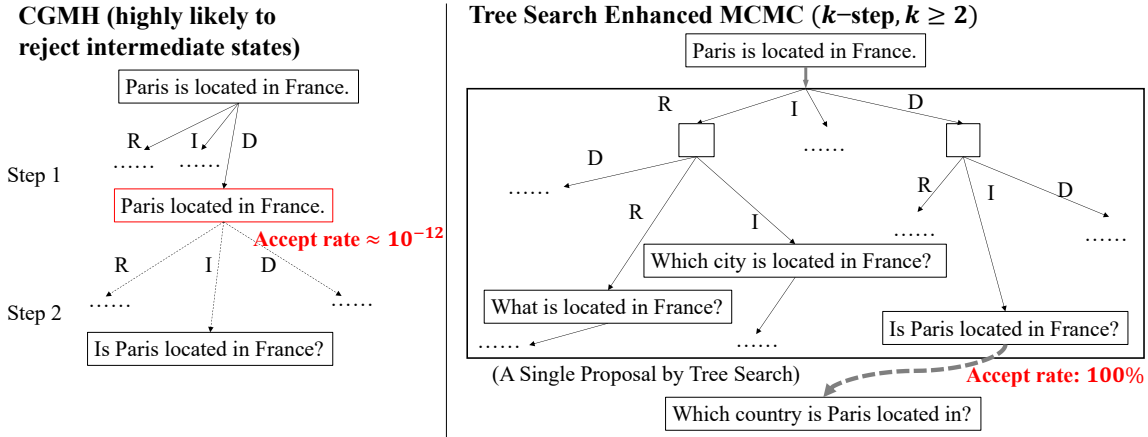 CGMH (highly likely to
reject intermediate states)
Paris is located in France.
R I D
…… ……
Step 1
Paris located in France.
Accept rate ≈ 10⁻¹²
R I D
…… ……
Step 2
Is Paris located in France?
Tree Search Enhanced MCMC (k−step, k ≥ 2)
Paris is located in France.
R I D
……
D R I
……
R I D
…… ……
Which city is located in France?
What is located in France?
Is Paris located in France?
…… ……
(A Single Proposal by Tree Search)
Accept rate: 100%
Which country is Paris located in?